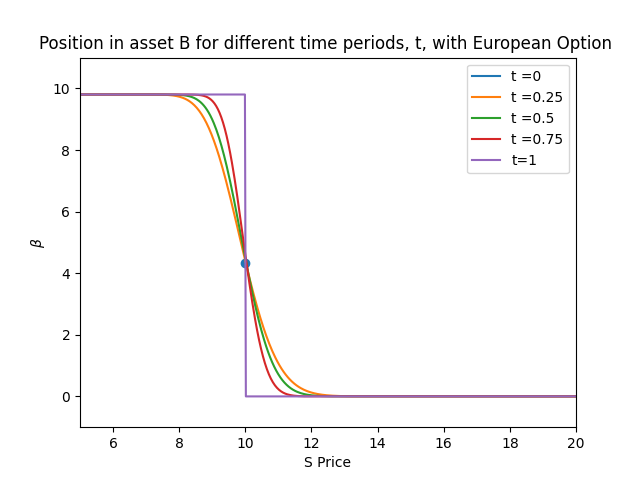 Position in asset B for different time periods, t, with European Option
t =0
t =0.25
t =0.5
t =0.75
t=1
10
8
6
4
2
0
β
6 8 10 12 14 16 18 20
S Price